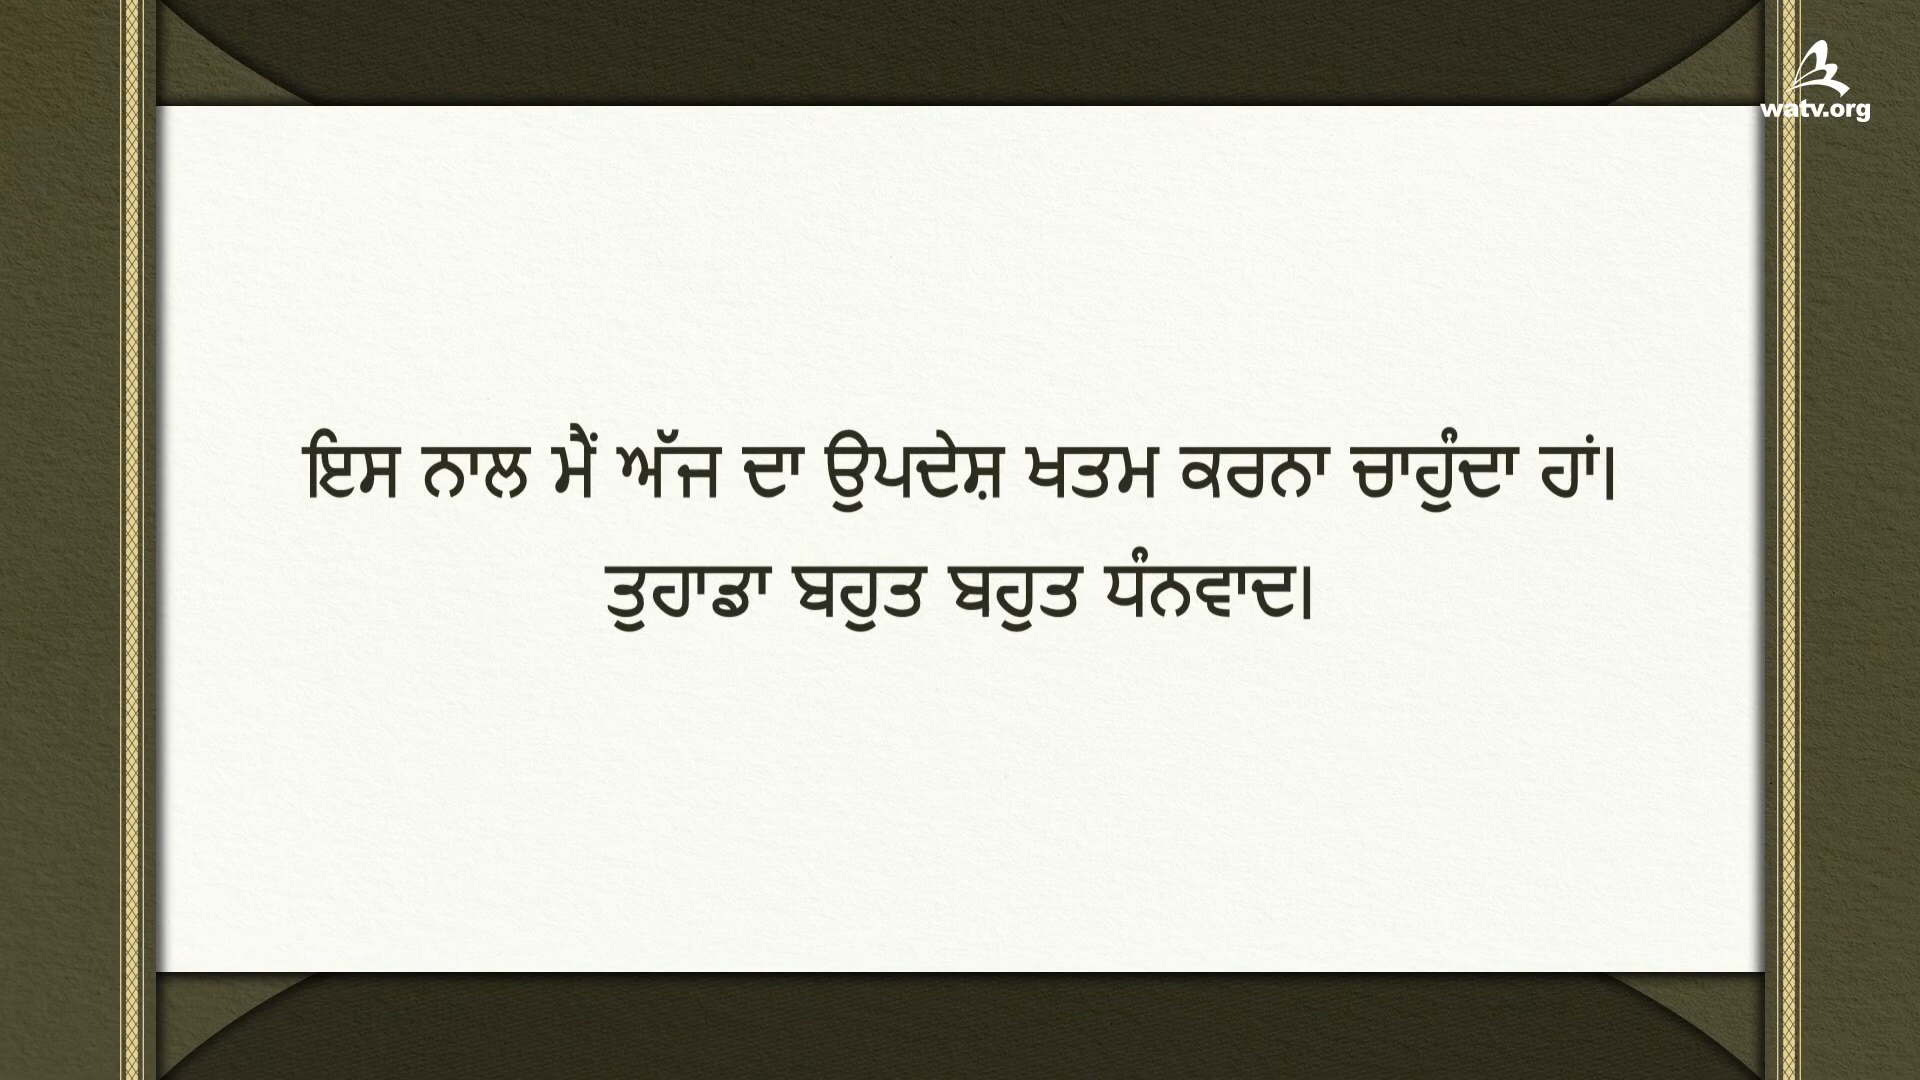 watv.org
ਇਸ ਨਾਲ ਮੈਂ ਅੱਜ ਦਾ ਉਪਦੇਸ਼ ਖਤਮ ਕਰਨਾ ਚਾਹੁੰਦਾ ਹਾਂ।
ਤੁਹਾਡਾ ਬਹੁਤ ਬਹੁਤ ਧੰਨਵਾਦ।